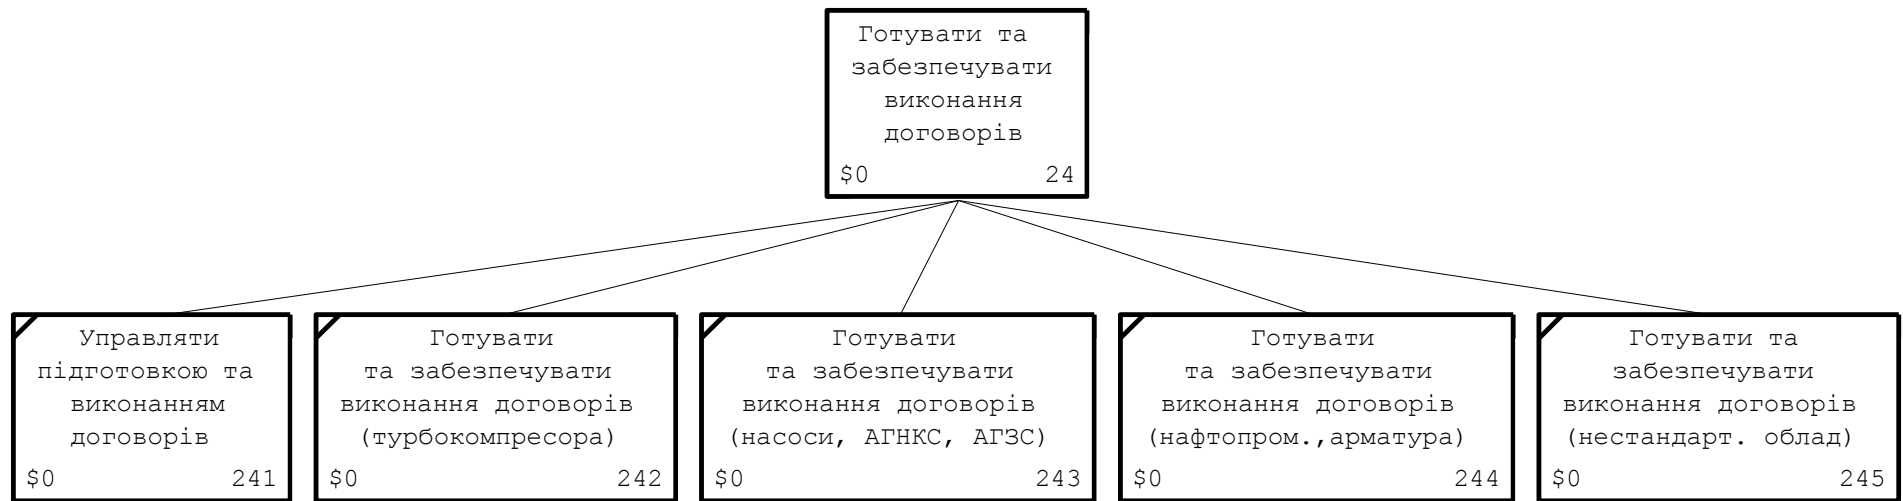 Готувати та
забезпечувати
виконання
договорів
$0 24
Управляти
підготовкою та
виконанням
договорів
$0 241
Готувати
та забезпечувати
виконання договорів
(турбокомпресора)
$0 242
Готувати
та забезпечувати
виконання договорів
(насоси, АГНКС, АГЗС)
$0 243
Готувати
та забезпечувати
виконання договорів
(нафтопром.,арматура)
$0 244
Готувати та
забезпечувати
виконання договорів
(нестандарт. облад)
$0 245